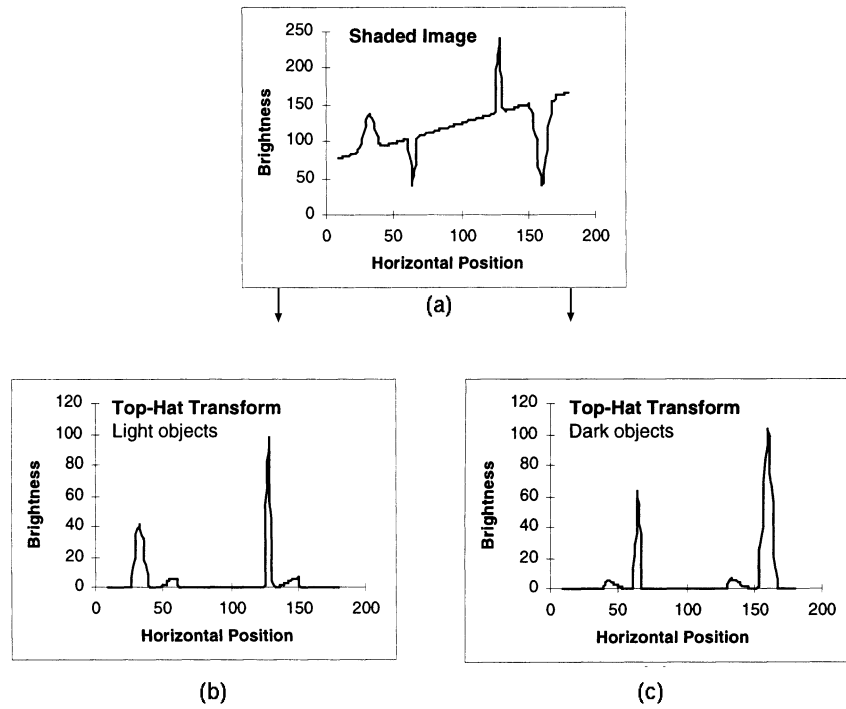 Shaded Image
250
200
150
100
50
0
Brightness
0 50 100 150 200
Horizontal Position
(a)
Top-Hat Transform
Light objects
120
100
80
60
40
20
0
Brightness
0 50 100 150 200
Horizontal Position
(b)
Top-Hat Transform
Dark objects
120
100
80
60
40
20
0
Brightness
0 50 100 150 200
Horizontal Position
(c)